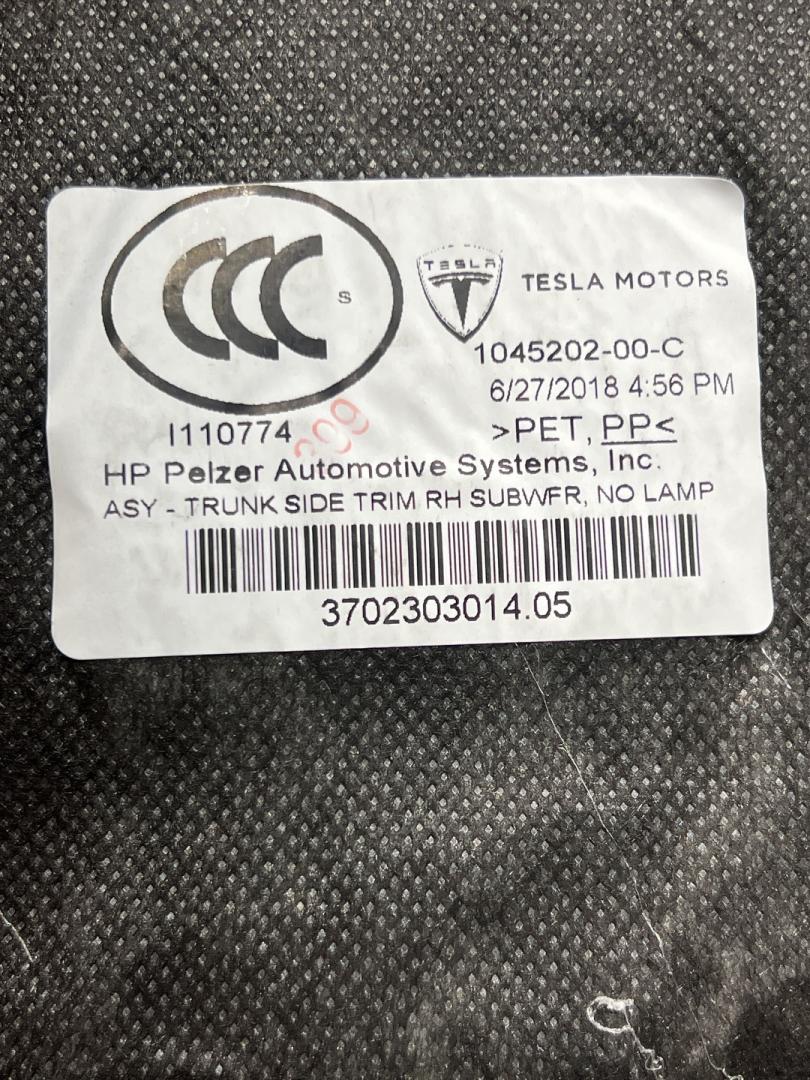 CCC S
TESLA
TESLA MOTORS
1045202-00-C
6/27/2018 4:56 PM
I110774
>PET, PP<
HP Pelzer Automotive Systems, Inc.
ASY - TRUNK SIDE TRIM RH SUBWFR, NO LAMP
3702303014.05